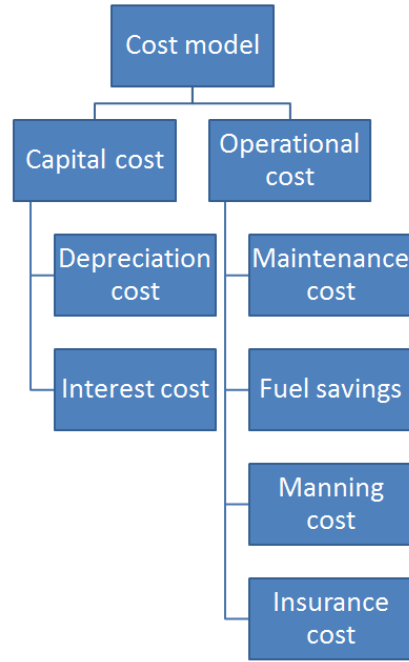 Cost model
Capital cost
Operational
cost
Depreciation
cost
Interest cost
Maintenance
cost
Fuel savings
Manning
cost
Insurance
cost